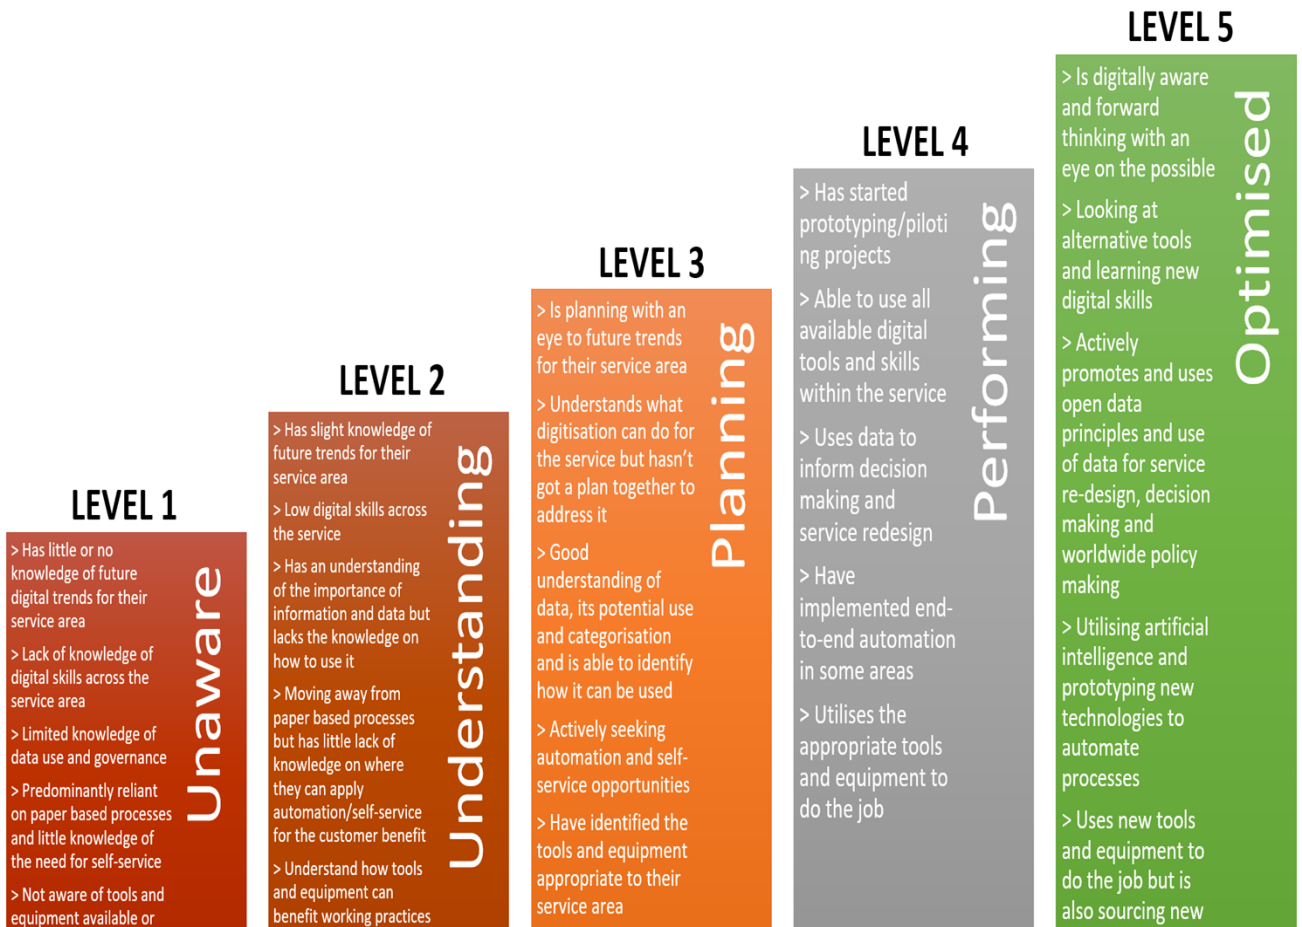 LEVEL 1
> Has little or no
knowledge of future
digital trends for their
service area
> Lack of knowledge of
digital skills across the
service area
> Limited knowledge of
data use and governance
> Predominantly reliant
on paper based processes
and little knowledge of
the need for self-service
> Not aware of tools and
equipment available or
Unaware
LEVEL 2
> Has slight knowledge of
future trends for their
service area
> Low digital skills across
the service
> Has an understanding
of the importance of
information and data but
lacks the knowledge on
how to use it
> Moving away from
paper based processes
but has little lack of
knowledge on where
they can apply
automation/self-service
for the customer benefit
> Understand how tools
and equipment can
benefit working practices
Understanding
LEVEL 3
> Is planning with an
eye to future trends
for their service area
> Understands what
digitisation can do for
the service but hasn't
got a plan together to
address it
> Good
understanding of
data, its potential use
and categorisation
and is able to identify
how it can be used
> Actively seeking
automation and self-
service opportunities
> Have identified the
tools and equipment
appropriate to their
service area
Planning
LEVEL 4
> Has started
prototyping/piloti
ng projects
> Able to use all
available digital
tools and skills
within the service
> Uses data to
inform decision
making and
service redesign
> Have
implemented end-
to-end automation
in some areas
> Utilises the
appropriate tools
and equipment to
do the job
Performing
LEVEL 5
> Is digitally aware
and forward
thinking with an
eye on the possible
> Looking at
alternative tools
and learning new
digital skills
> Actively
promotes and uses
open data
principles and use
of data for service
re-design, decision
making and
worldwide policy
making
> Utilising artificial
intelligence and
prototyping new
technologies to
automate
processes
> Uses new tools
and equipment to
do the job but is
also sourcing new
Optimised